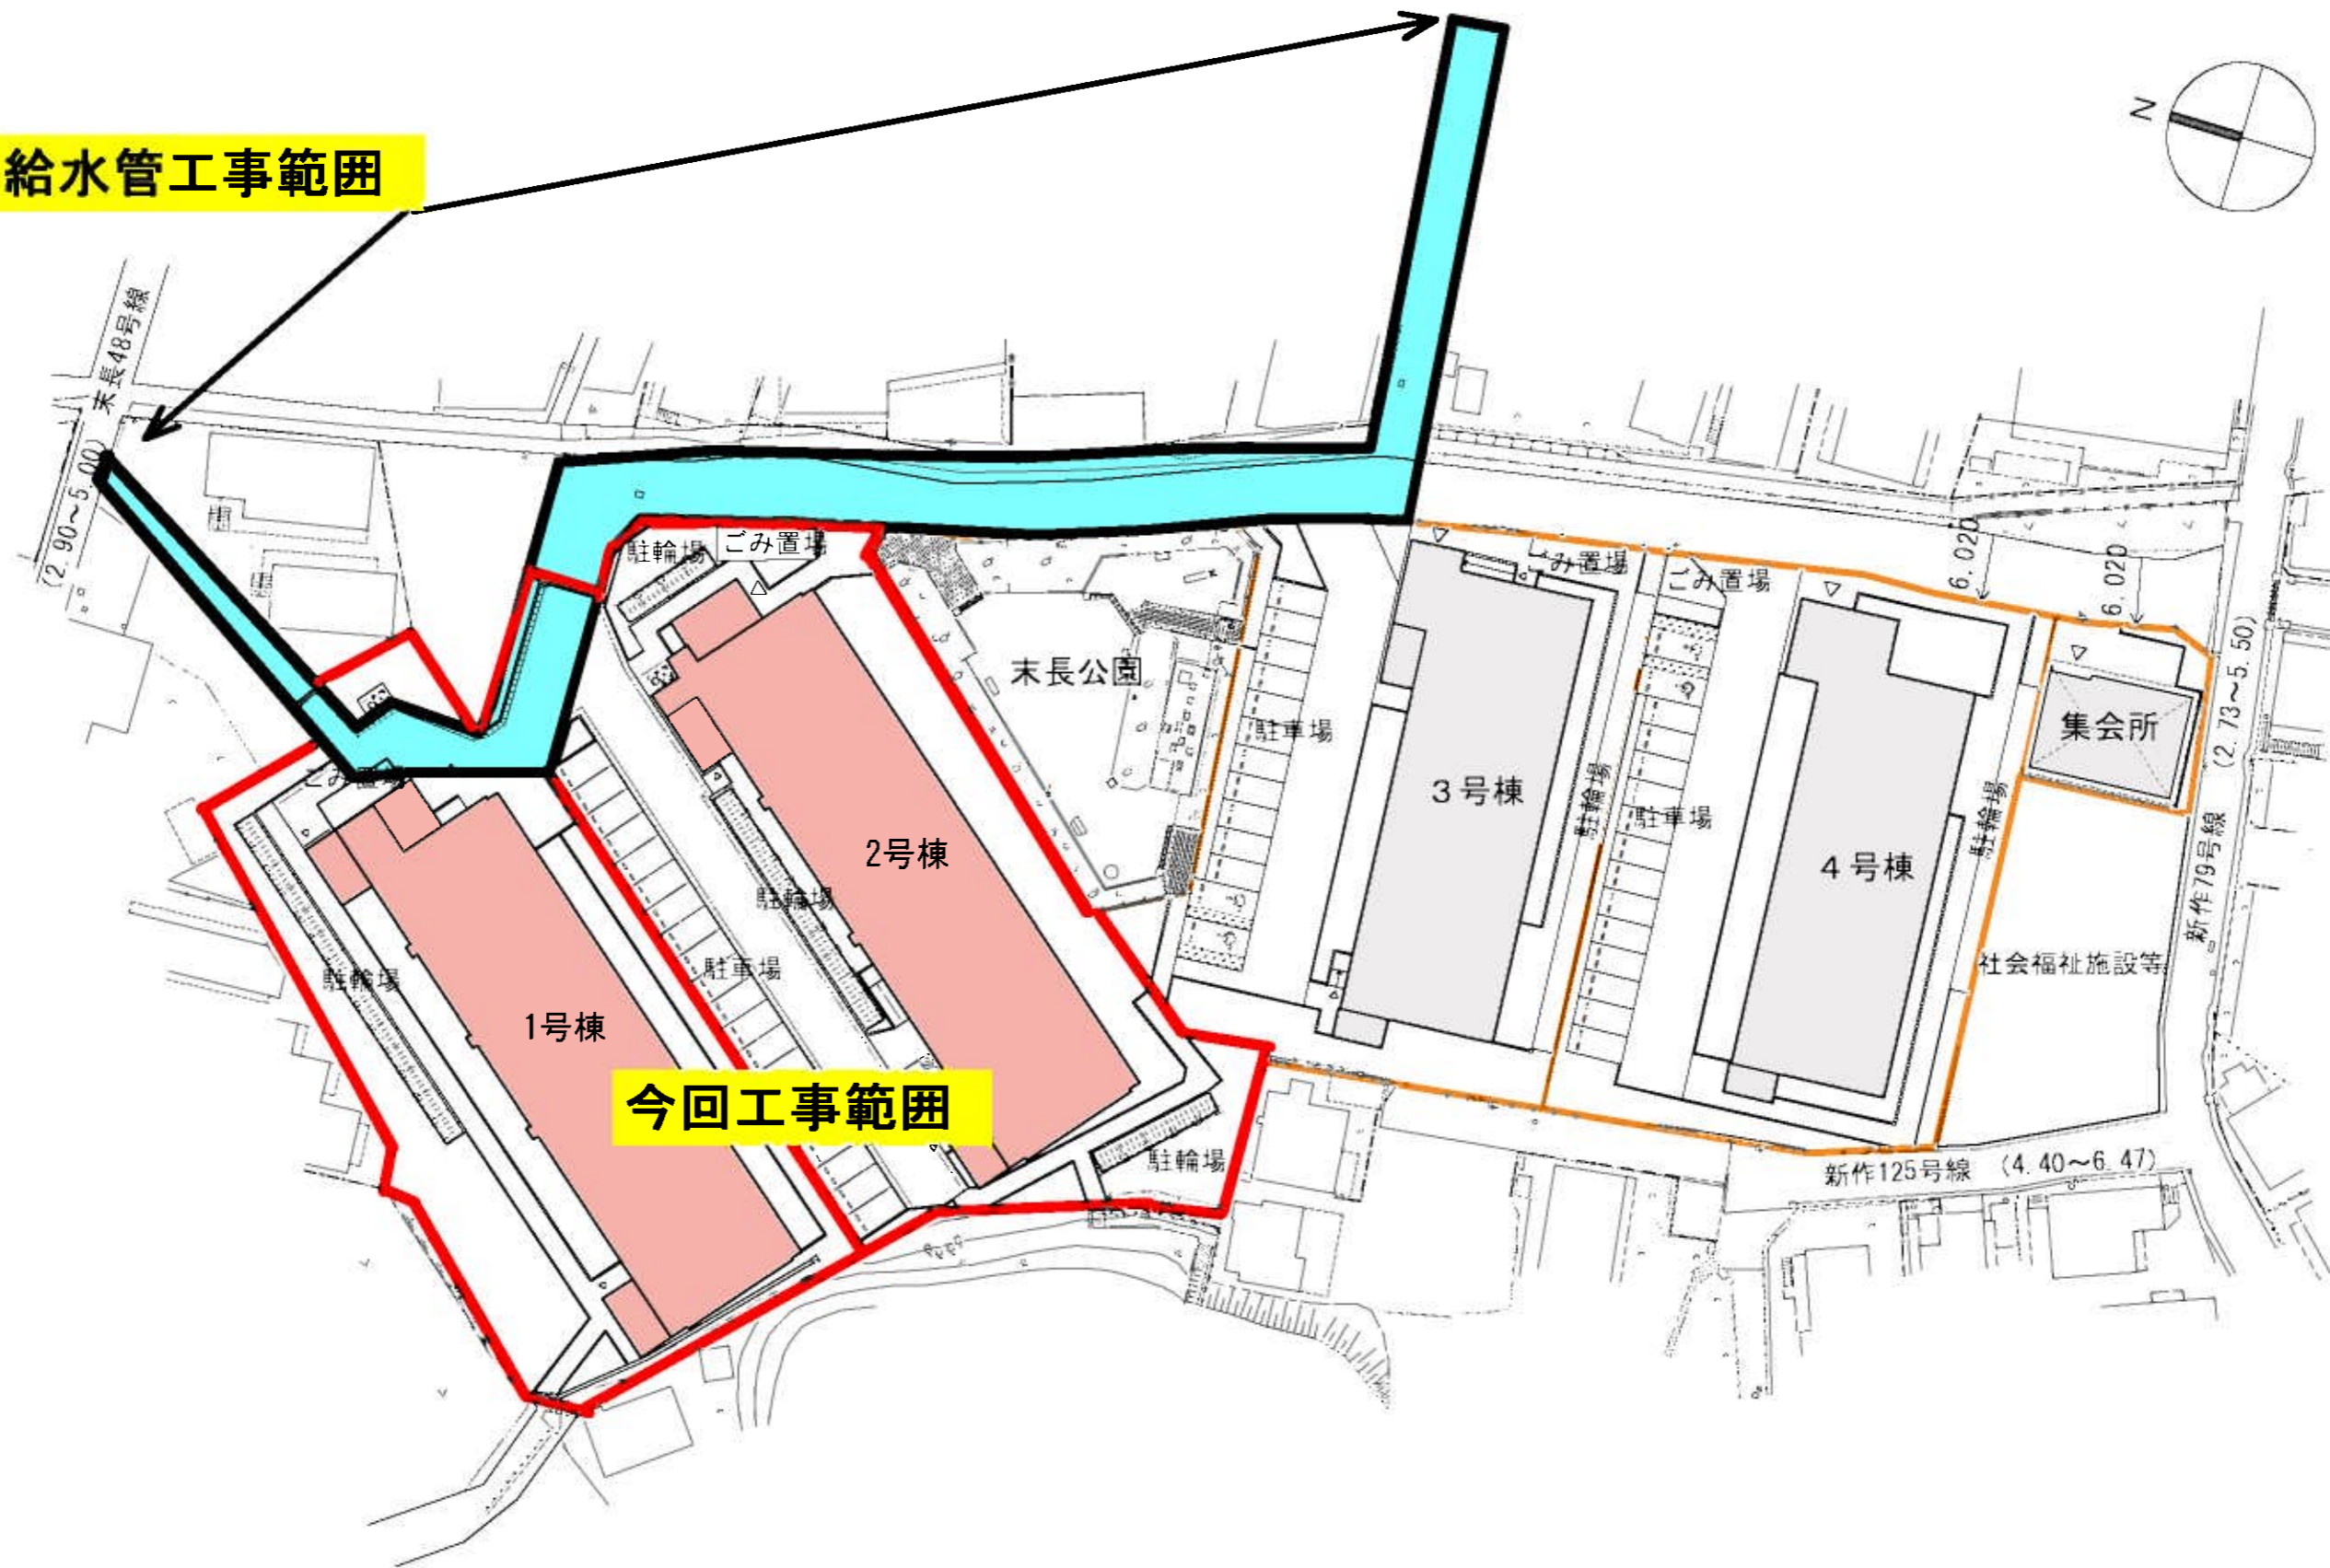 N
給水管工事範囲
末長48号線
(2.90~5.00)
駐輪場
ごみ置場
ごみ置場
ごみ置場
6.020
6.020
末長公園
駐車場
集会所
(2.73~5.50)
ごみ置場
3号棟
駐輪場
駐車場
駐輪場
2号棟
4号棟
駐輪場
新作79号線
駐輪場
駐車場
社会福祉施設等
1号棟
今回工事範囲
駐輪場
新作125号線 (4.40~6.47)